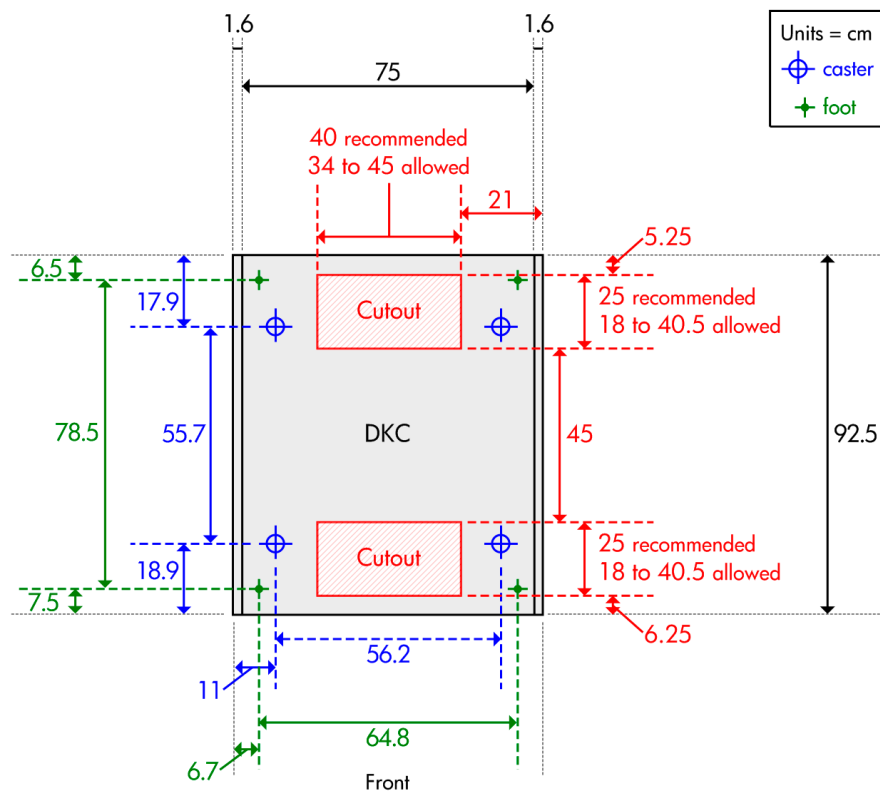 1.6
1.6
Units = cm
caster
foot
75
40 recommended
34 to 45 allowed
21
5.25
6.5
17.9
Cutout
25 recommended
18 to 40.5 allowed
78.5
55.7
DKC
45
92.5
Cutout
25 recommended
18 to 40.5 allowed
18.9
7.5
6.25
56.2
11
64.8
6.7
Front